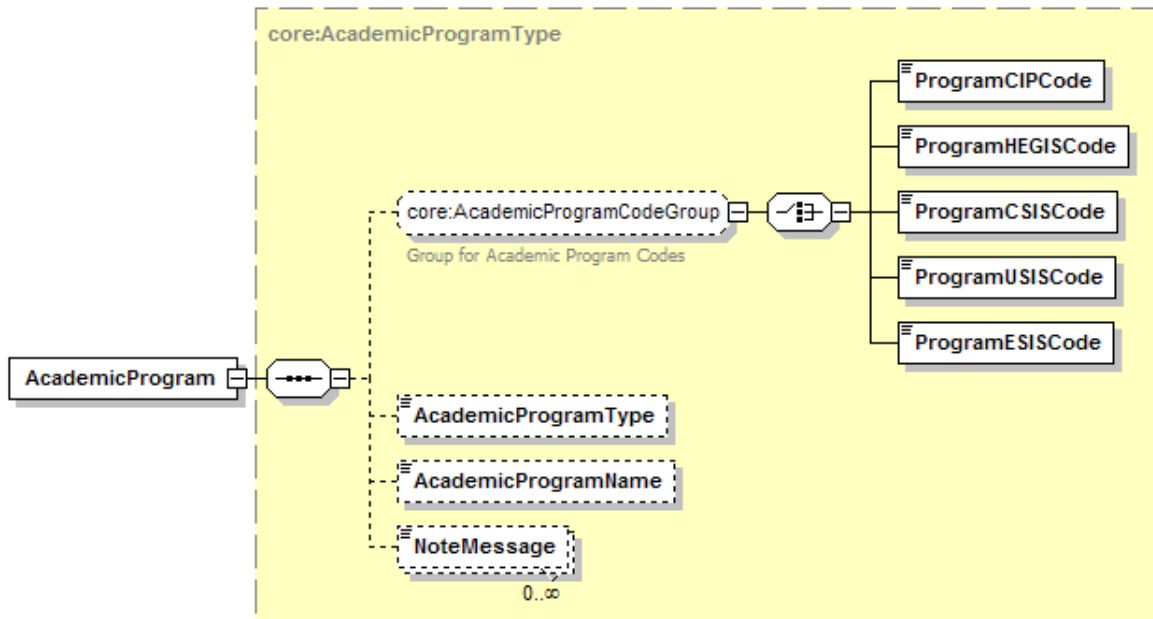 core:AcademicProgramType
ProgramCIPCode
ProgramHEGISCode
core:AcademicProgramCodeGroup
ProgramCSISCode
Group for Academic Program Codes
ProgramUSISCode
ProgramESISCode
AcademicProgram
AcademicProgramType
AcademicProgramName
NoteMessage
0..∞